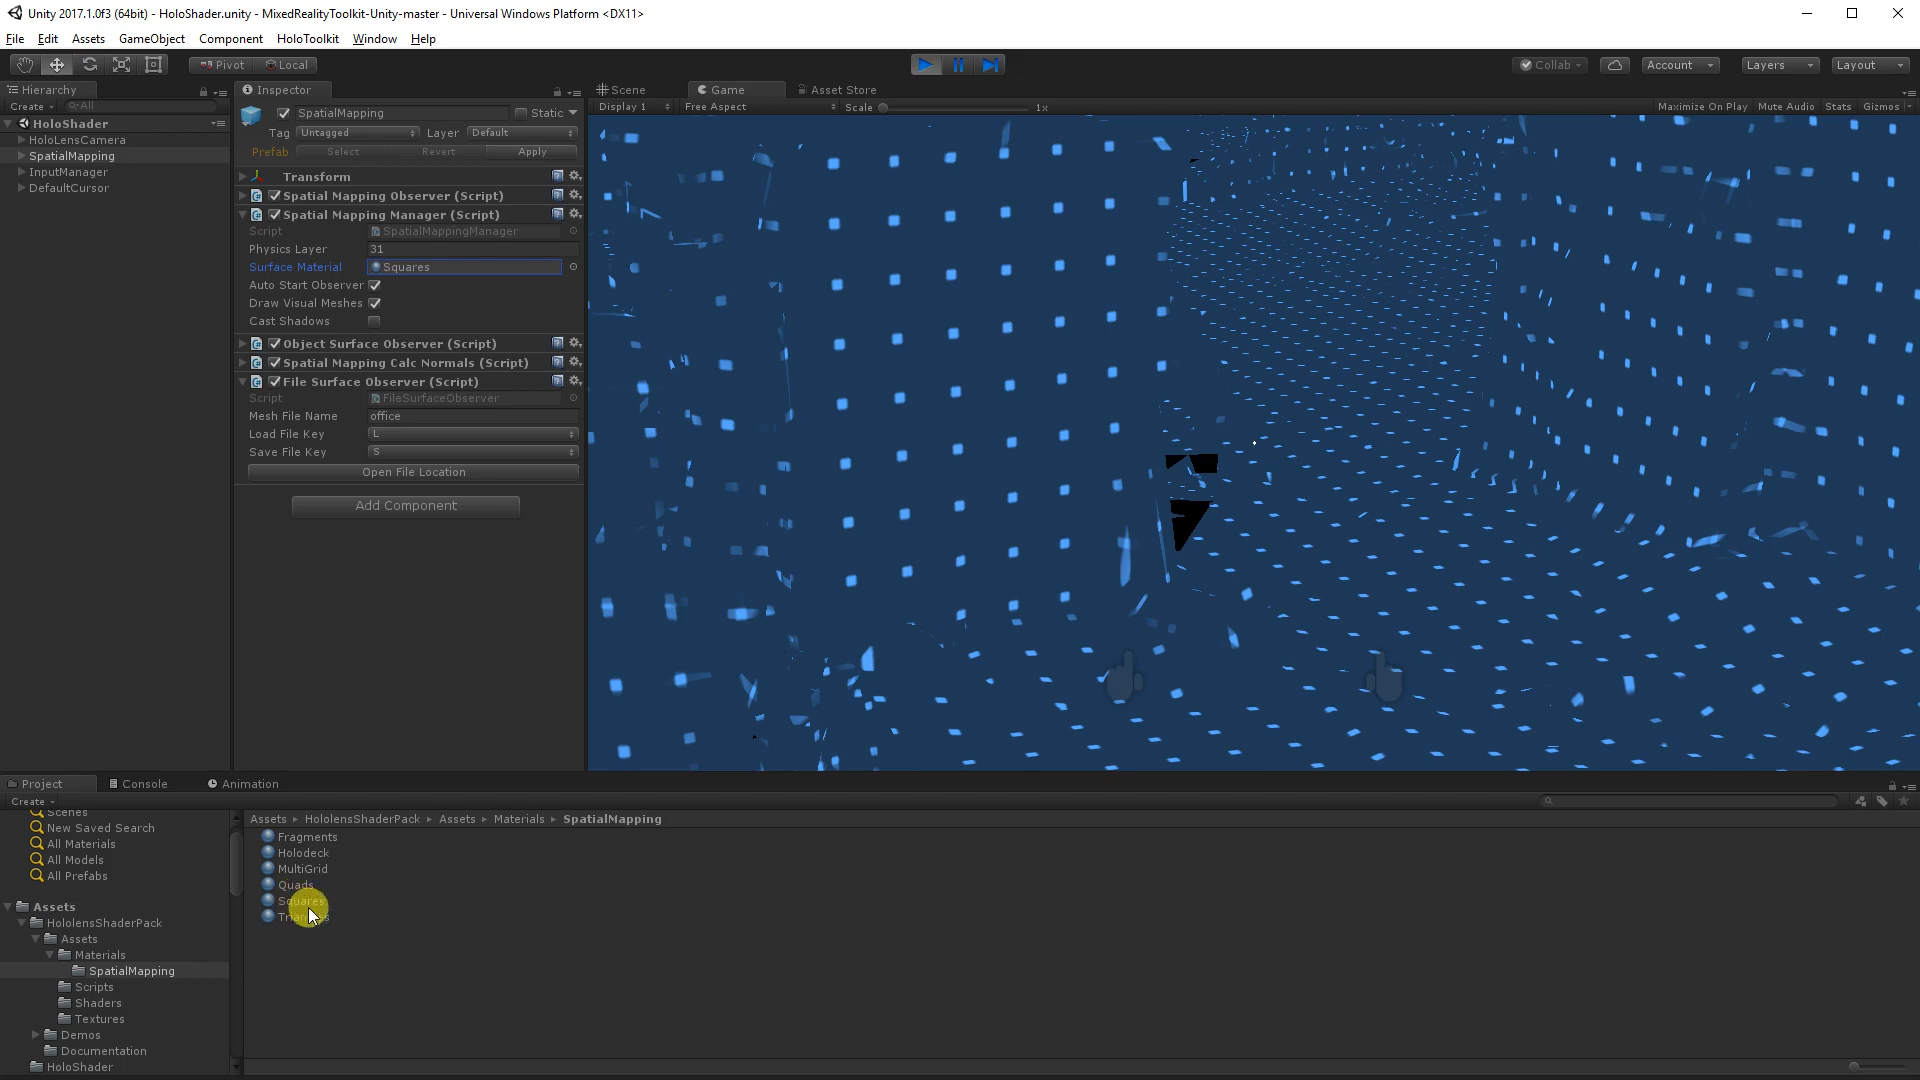 Unity 2017.1.0f3 (64bit) - HoloShader.unity - MixedRealityToolkit-Unity-master - Universal Windows Platform <DX11>
File Edit Assets GameObject Component HoloToolkit Window Help
Pivot Local Collab Account Layers Layout
Hierarchy
Create All
HoloShader
HoloLensCamera
SpatialMapping
InputManager
DefaultCursor
Inspector
SpatialMapping Static
Tag Untagged Layer Default
Prefab Select Revert Apply
Transform
Spatial Mapping Observer (Script)
Spatial Mapping Manager (Script)
Script SpatialMappingManager
Physics Layer 31
Surface Material Squares
Auto Start Observer
Draw Visual Meshes
Cast Shadows
Object Surface Observer (Script)
Spatial Mapping Calc Normals (Script)
File Surface Observer (Script)
Script FileSurfaceObserver
Mesh File Name office
Load File Key L
Save File Key S
Open File Location
Add Component
Scene Game Asset Store
Display 1 Free Aspect Scale 1x Maximize On Play Mute Audio Stats Gizmos
Project Console Animation
Create
Scenes
New Saved Search
All Materials
All Models
All Prefabs
Assets
HololensShaderPack
Assets
Materials
SpatialMapping
Scripts
Shaders
Textures
Demos
Documentation
HoloShader
Assets HololensShaderPack Assets Materials SpatialMapping
Fragments
Holodeck
MultiGrid
Quads
Squares